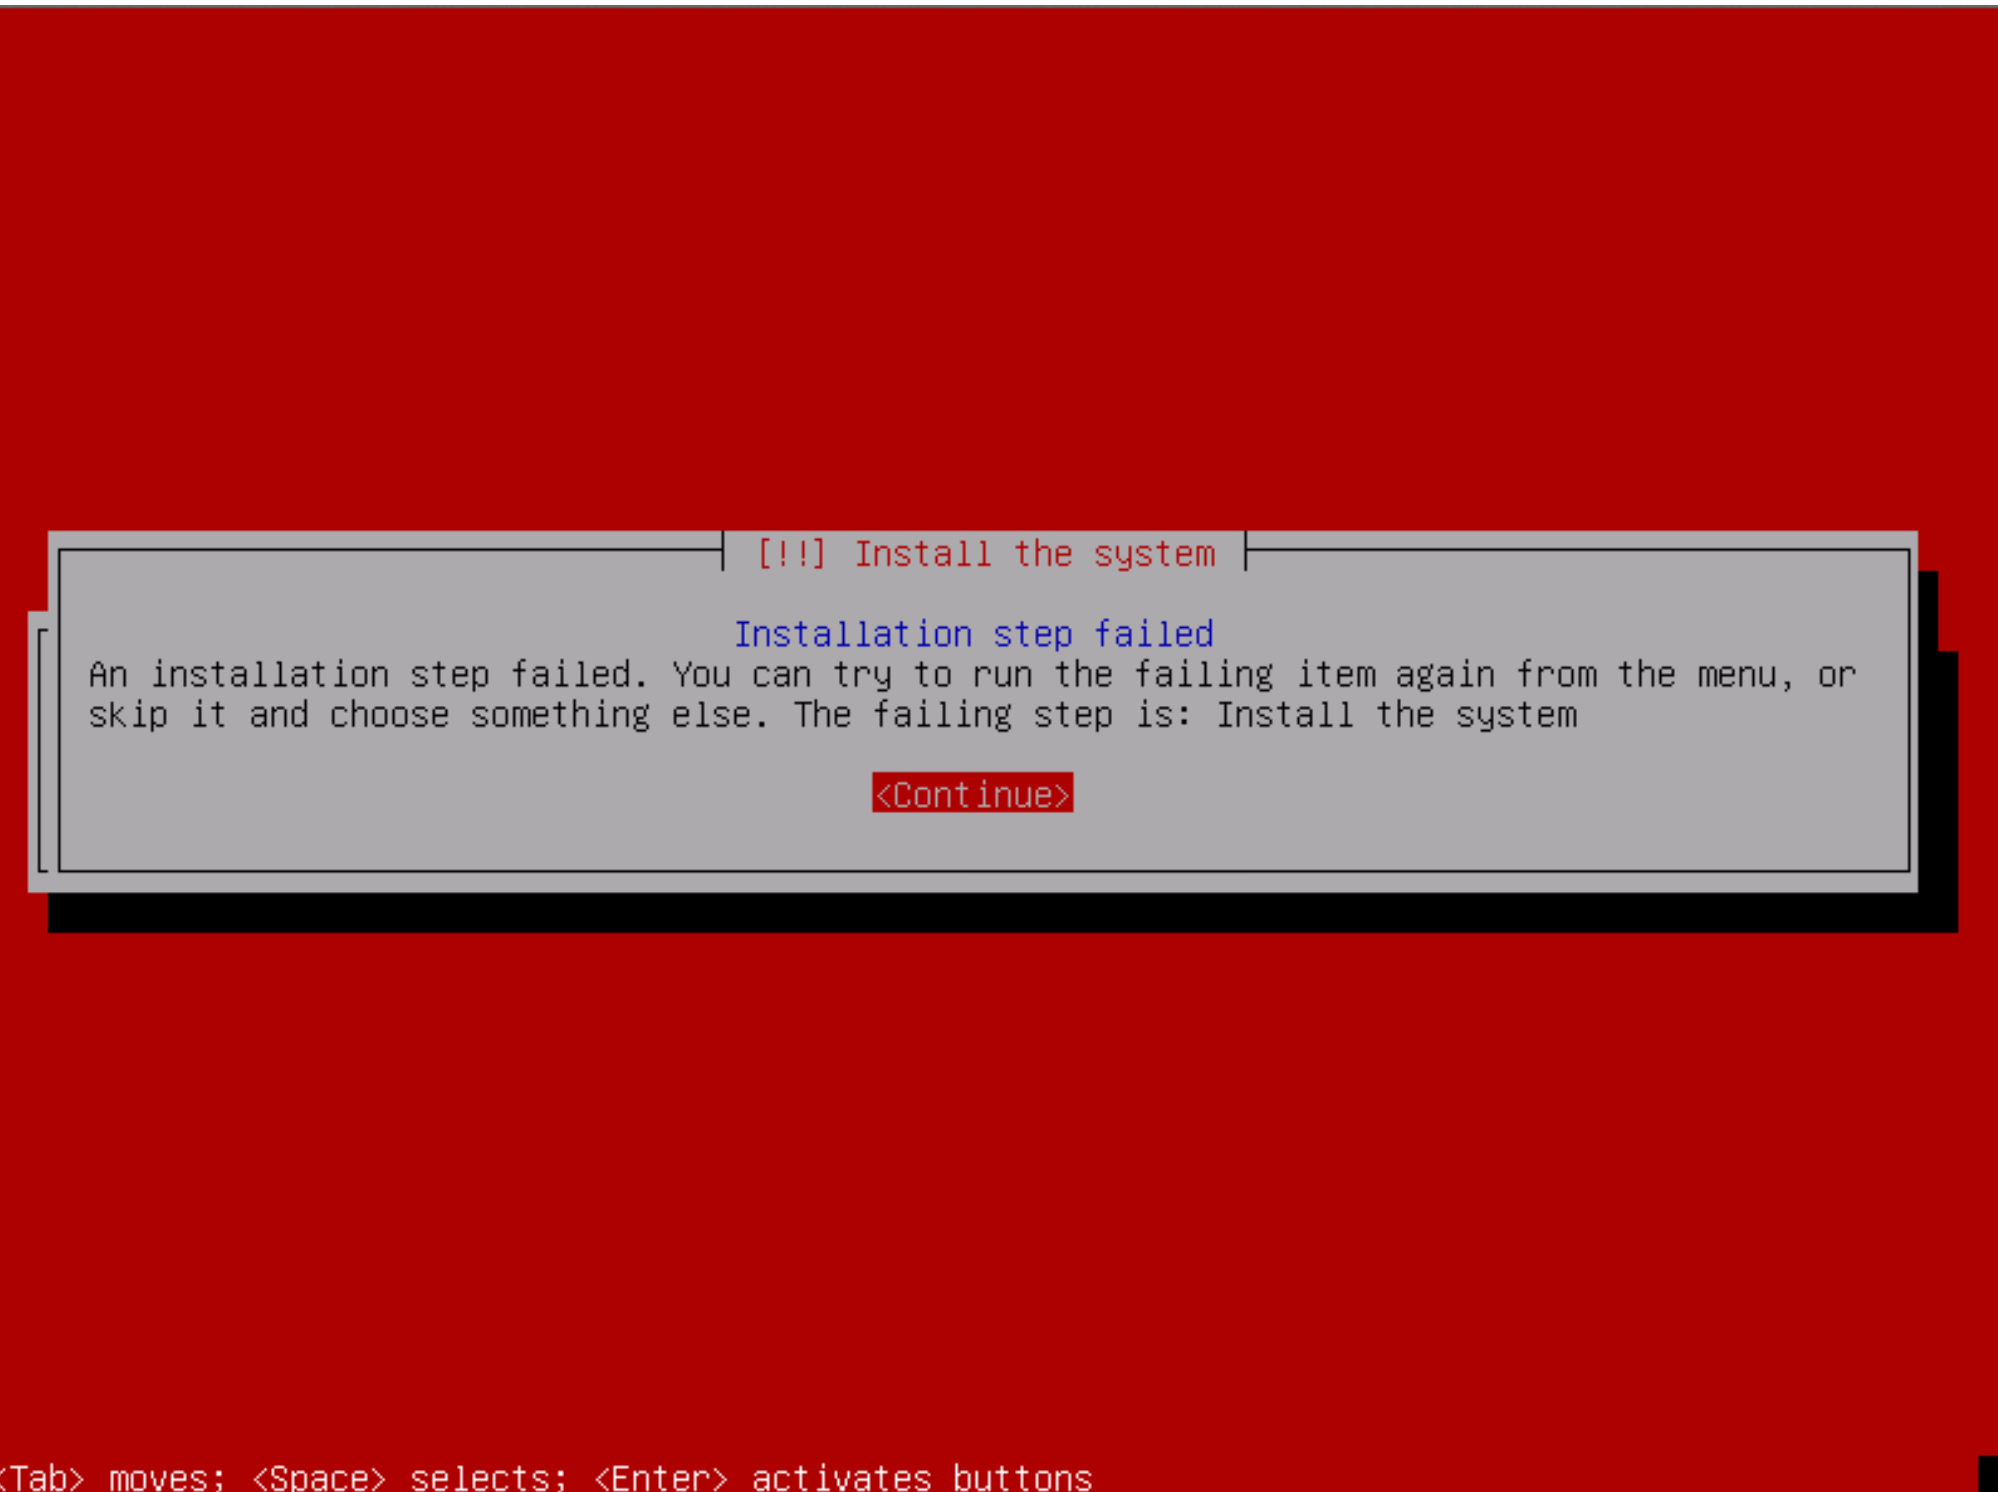 [!!] Install the system
Installation step failed
An installation step failed. You can try to run the failing item again from the menu, or
skip it and choose something else. The failing step is: Install the system
<Continue>
<Tab> moves; <Space> selects; <Enter> activates buttons